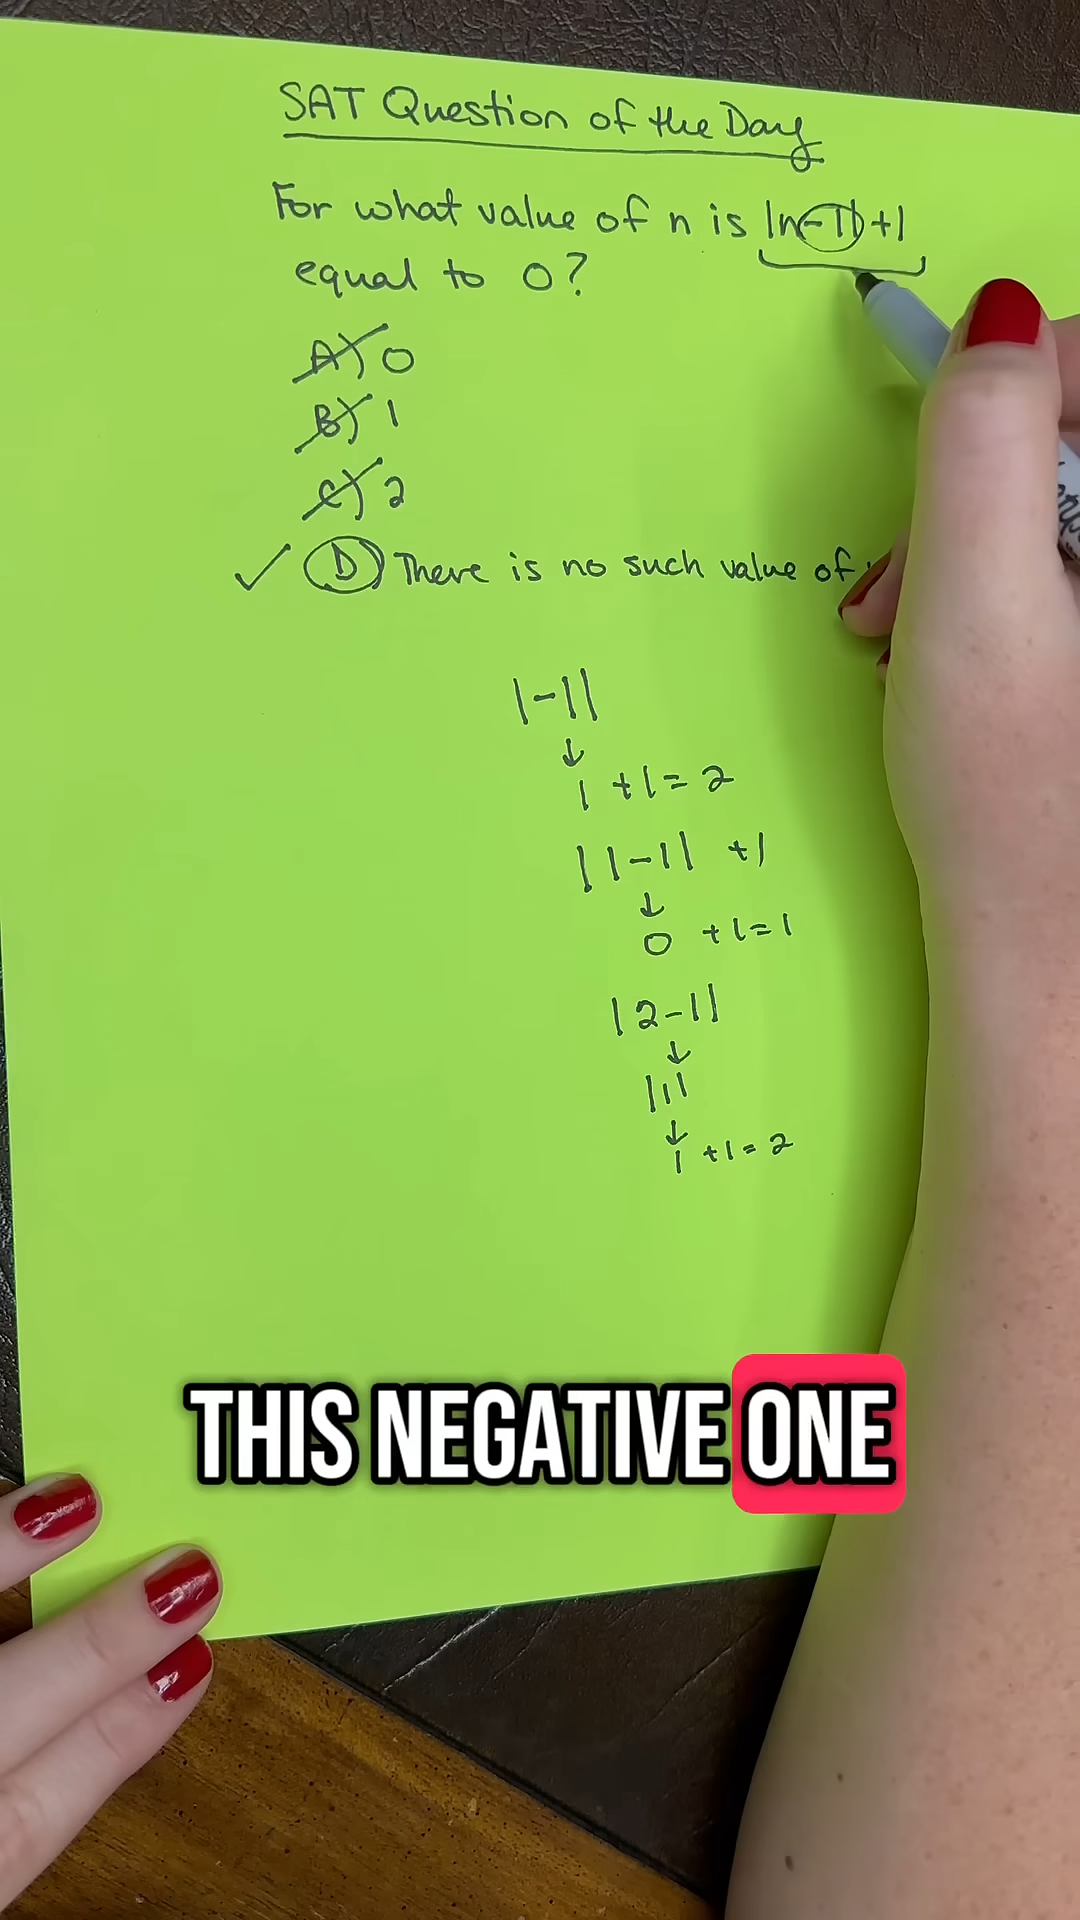 SAT Question of the Day
For what value of n is |n-1|+1
equal to 0?
A) 0
B) 1
C) 2
✓ D) There is no such value of
|-1|
↓
1 +1=2
|1-1| +1
↓
0 +1=1
|2-1|
↓
|1|
↓
1 +1=2
THIS NEGATIVE ONE